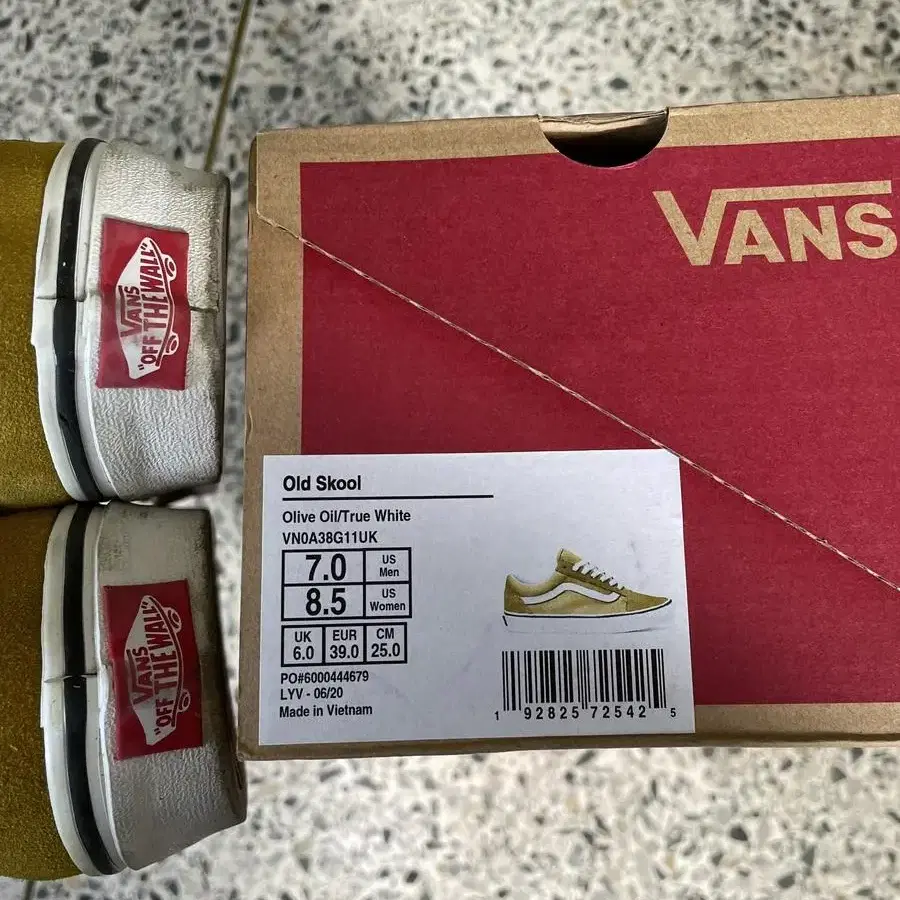 VANS
"OFF THE WALL"
VANS
"OFF THE WALL"
VANS
Old Skool
Olive Oil/True White
VN0A38G11UK
7.0 US Men
8.5 US Women
UK EUR CM
6.0 39.0 25.0
PO#6000444679
LYV - 06/20
Made in Vietnam
1 92825 72542 5